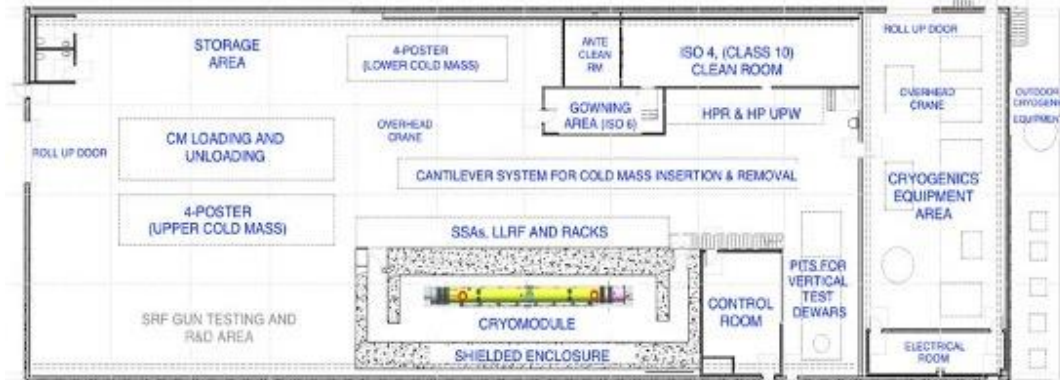 STORAGE
AREA
4-POSTER
(LOWER COLD MASS)
ANTE
CLEAN
RM
ISO 4, (CLASS 10)
CLEAN ROOM
ROLL UP DOOR
GOWNING
AREA (ISO 6)
HPR & HP UPW
OVERHEAD
CRANE
OUTDOOR
CRYOGENIC
EQUIPMENT
ROLL UP DOOR
CM LOADING AND
UNLOADING
OVERHEAD
CRANE
CANTILEVER SYSTEM FOR COLD MASS INSERTION & REMOVAL
CRYOGENICS
EQUIPMENT
AREA
4-POSTER
(UPPER COLD MASS)
SSAs, LLRF AND RACKS
PITS FOR
VERTICAL
TEST
DEWARS
SRF GUN TESTING AND
R&D AREA
CRYOMODULE
CONTROL
ROOM
SHIELDED ENCLOSURE
ELECTRICAL
ROOM